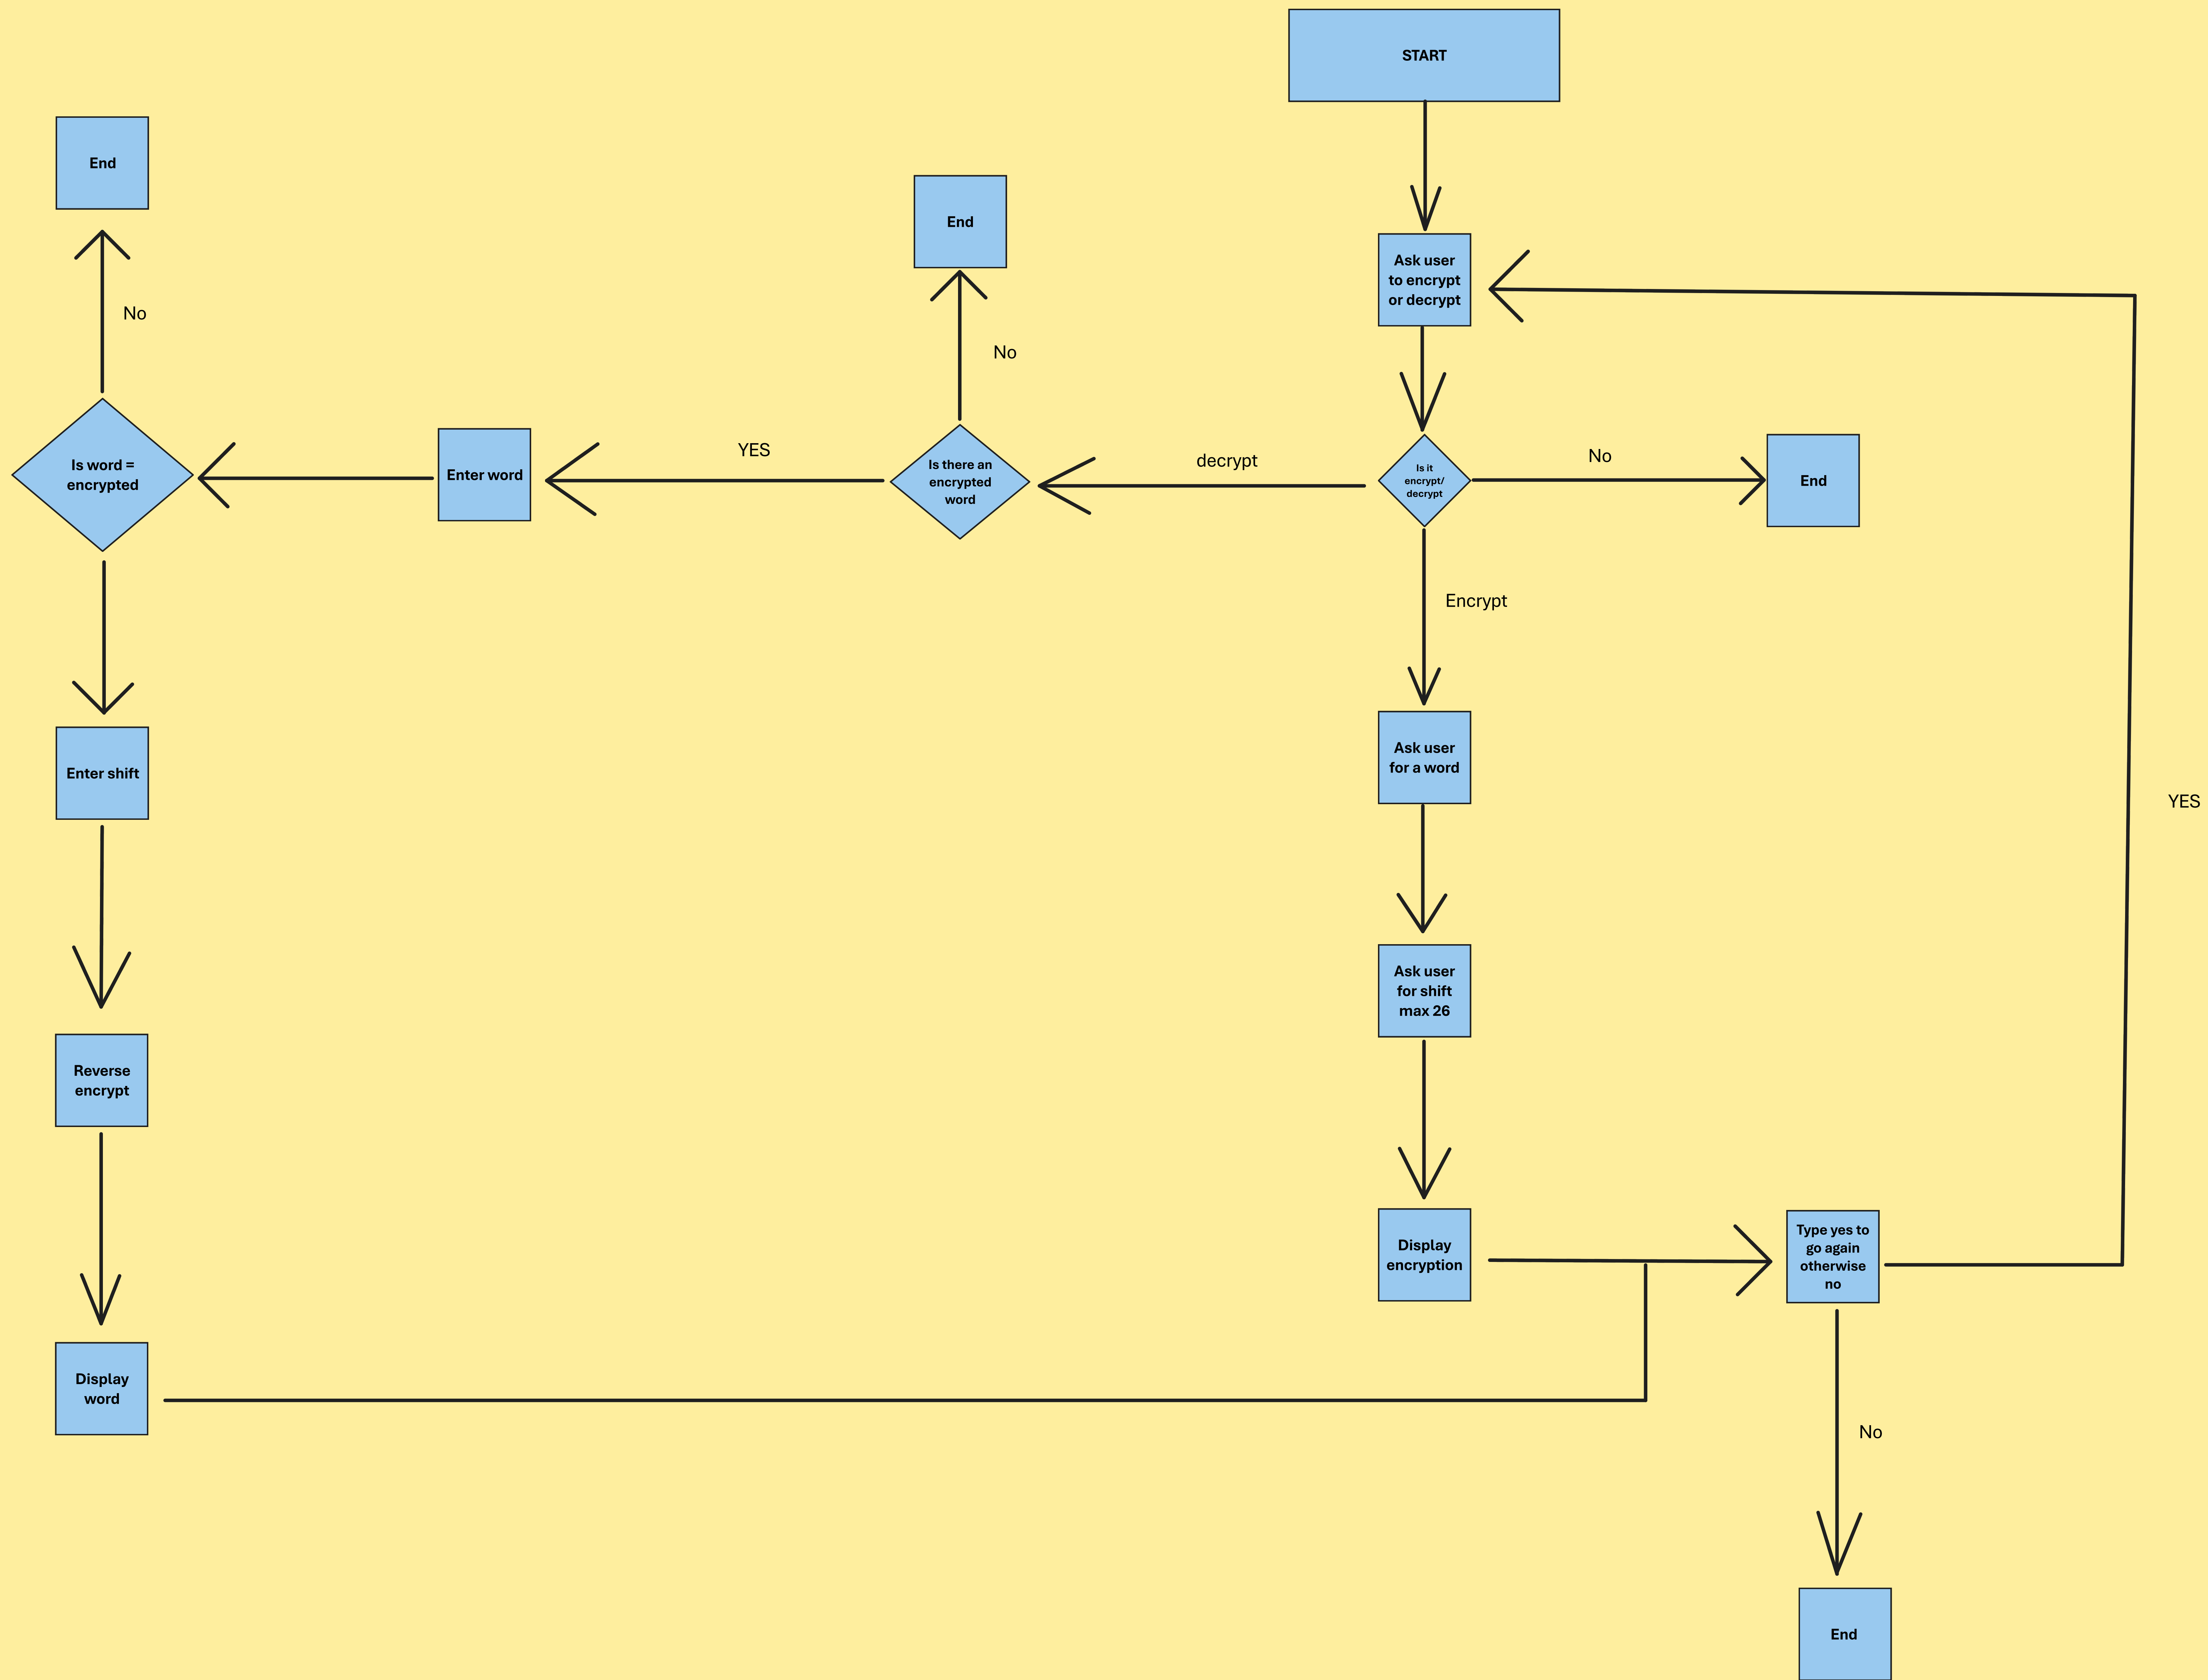 START
End
End
Ask user
to encrypt
or decrypt
No
No
Is word =
encrypted
Enter word
YES
Is there an
encrypted
word
decrypt
Is it
encrypt/
decrypt
No
End
Encrypt
Enter shift
Ask user
for a word
YES
Ask user
for shift
max 26
Reverse
encrypt
Display
encryption
Type yes to
go again
otherwise
no
Display
word
No
End